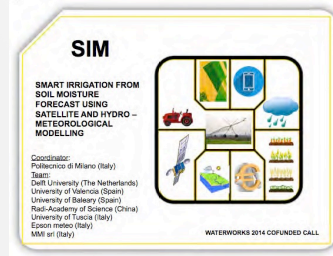 SIM
SMART IRRIGATION FROM
SOIL MOISTURE
FORECAST USING
SATELLITE AND HYDRO –
METEOROLOGICAL
MODELLING
Coordinator:
Politecnico di Milano (Italy)
Team:
Delft University (The Netherlands)
University of Valencia (Spain)
University of Baleary (Spain)
Radi-Academy of Science (China)
University of Tuscia (Italy)
Epson meteo (Italy)
MMI srl (Italy)
WATERWORKS 2014 COFUNDED CALL